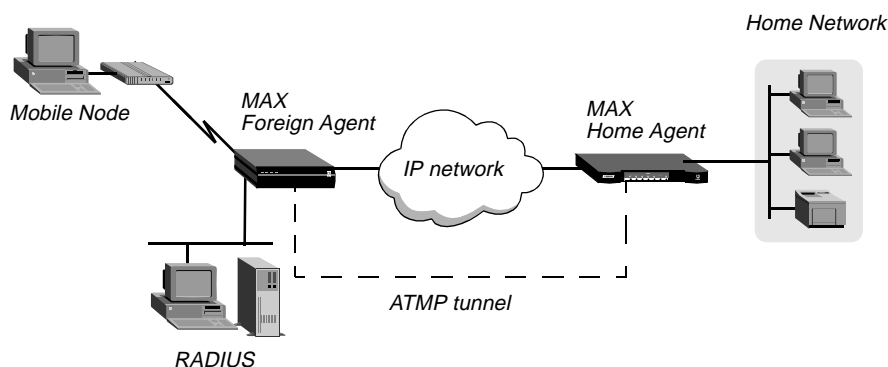 Home Network
Mobile Node
MAX
Foreign Agent
MAX
Home Agent
IP network
ATMP tunnel
RADIUS